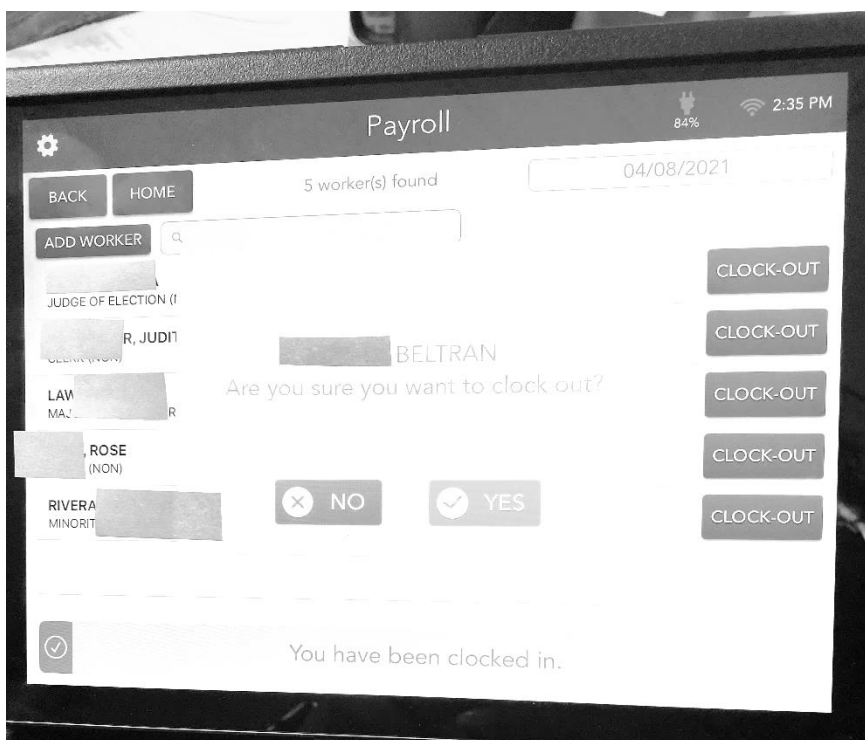 Payroll
84%
2:35 PM
BACK
HOME
5 worker(s) found
04/08/2021
ADD WORKER
JUDGE OF ELECTION
CLOCK-OUT
R, JUDIT
CLOCK-OUT
BELTRAN
Are you sure you want to clock out?
LAW
CLOCK-OUT
, ROSE
(NON)
CLOCK-OUT
RIVERA
MINORIT
NO
YES
CLOCK-OUT
You have been clocked in.